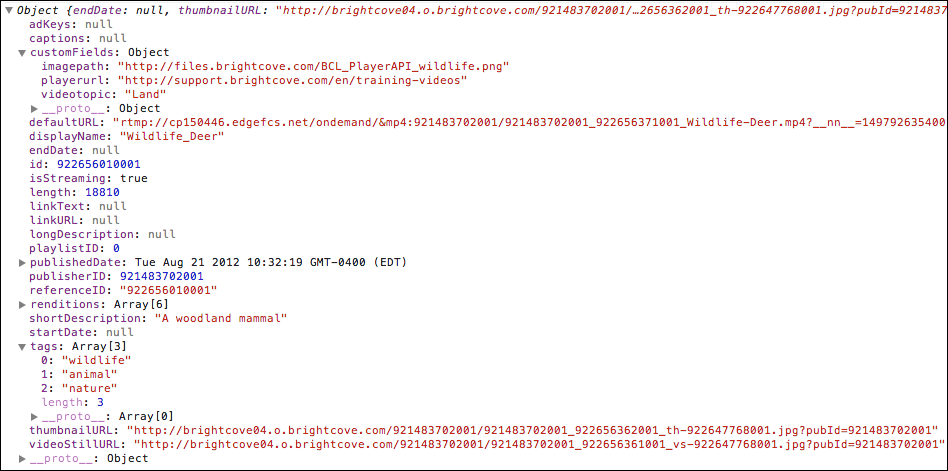 Object {endDate: null, thumbnailURL: "http://brightcove04.o.brightcove.com/921483702001/…2656362001_th-922647768001.jpg?pubId=9214837
adKeys: null
captions: null
customFields: Object
imagepath: "http://files.brightcove.com/BCL_PlayerAPI_wildlife.png"
playerurl: "http://support.brightcove.com/en/training-videos"
videotopic: "Land"
__proto__: Object
defaultURL: "rtmp://cp150446.edgefcs.net/ondemand/&mp4:921483702001/921483702001_922656371001_Wildlife-Deer.mp4?__nn__=149792635400
displayName: "Wildlife_Deer"
endDate: null
id: 922656010001
isStreaming: true
length: 18810
linkText: null
linkURL: null
longDescription: null
playlistID: 0
publishedDate: Tue Aug 21 2012 10:32:19 GMT-0400 (EDT)
publisherID: 921483702001
referenceID: "922656010001"
renditions: Array[6]
shortDescription: "A woodland mammal"
startDate: null
tags: Array[3]
0: "wildlife"
1: "animal"
2: "nature"
length: 3
__proto__: Array[0]
thumbnailURL: "http://brightcove04.o.brightcove.com/921483702001/921483702001_922656362001_th-922647768001.jpg?pubId=921483702001"
videoStillURL: "http://brightcove04.o.brightcove.com/921483702001/921483702001_922656361001_vs-922647768001.jpg?pubId=921483702001"
__proto__: Object